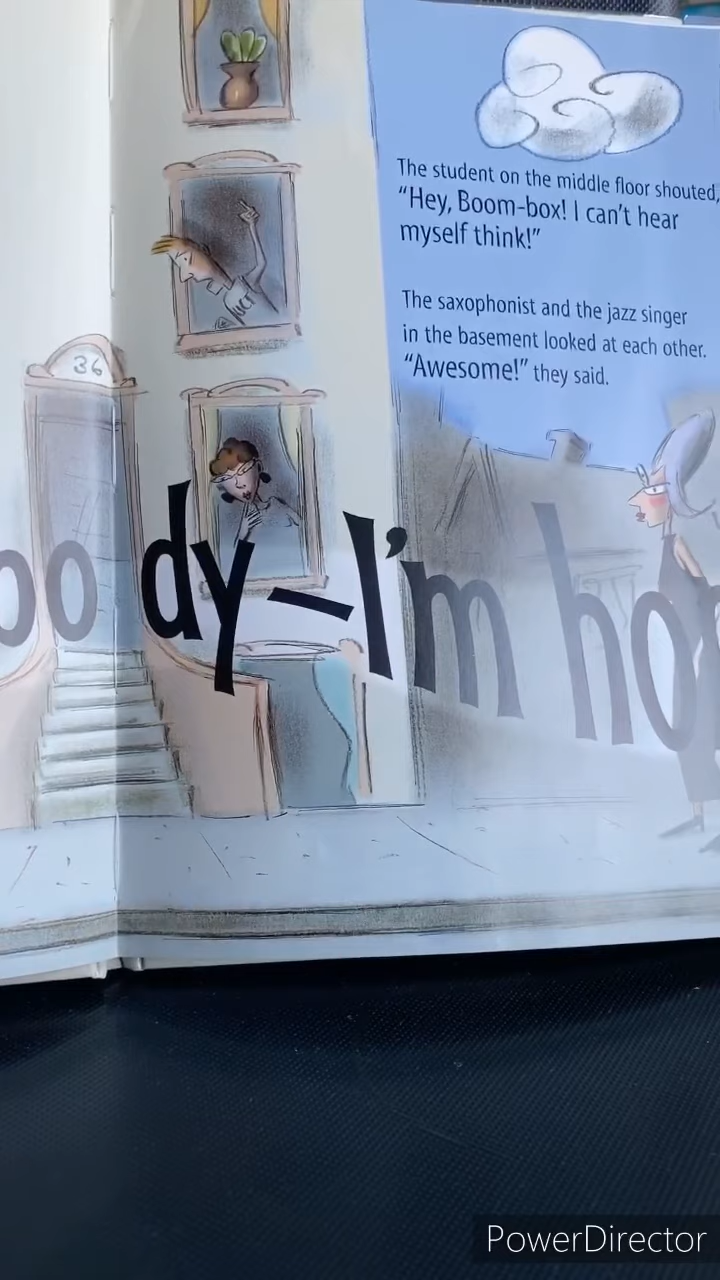 The student on the middle floor shouted,
“Hey, Boom-box! I can’t hear
myself think!”
The saxophonist and the jazz singer
in the basement looked at each other.
“Awesome!” they said.
36
dy—I’m
PowerDirector